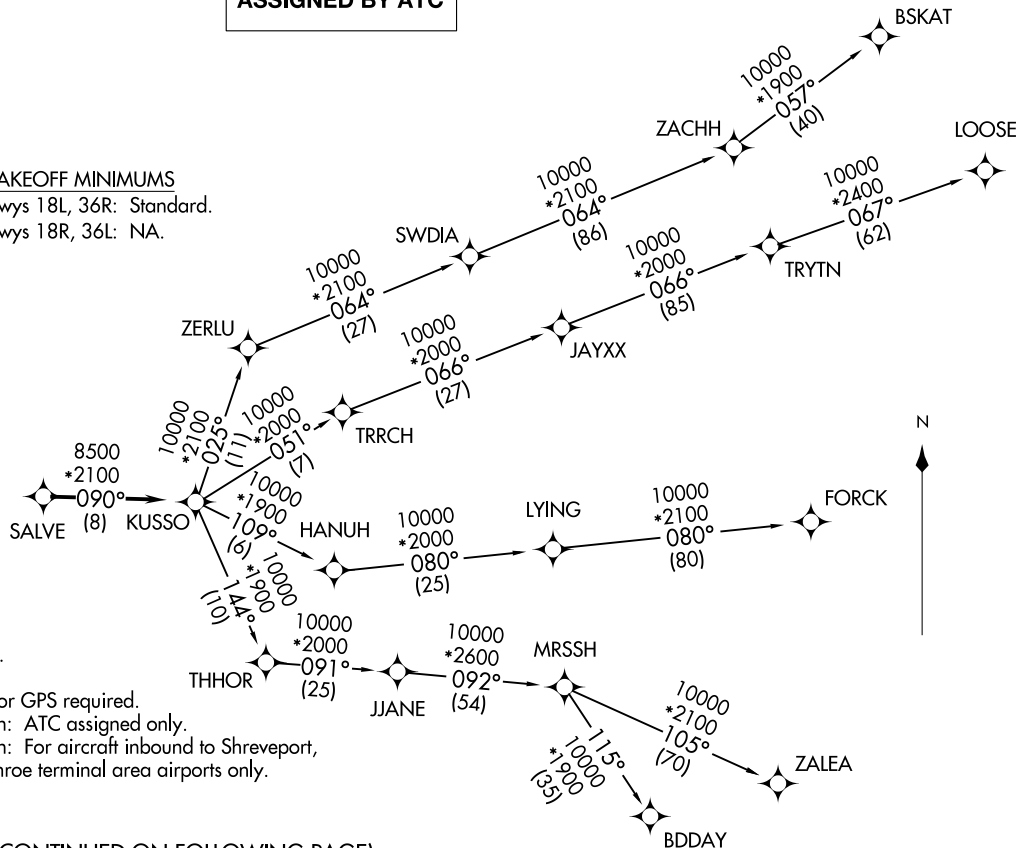 ASSIGNED BY ATC
BSKAT
10000
*1900
057°
(40)
ZACHH
LOOSE
AKEOFF MINIMUMS
wys 18L, 36R: Standard.
wys 18R, 36L: NA.
10000
*2100
064°
(86)
10000
*2400
067°
(62)
SWDIA
TRYTN
10000
*2100
064°
(27)
10000
*2000
066°
(85)
ZERLU
JAYXX
10000
*2000
066°
(27)
TRRCH
10000
*2100
025°
(11)
10000
*2000
051°
(7)
N
8500
*2100
090°
(8)
SALVE
KUSSO
10000
*1900
109°
(6)
HANUH
10000
*2000
080°
(25)
LYING
10000
*2100
080°
(80)
FORCK
10000
*1900
144°
(10)
THHOR
10000
*2000
091°
(25)
JJANE
10000
*2600
092°
(54)
MRSSH
10000
*2100
105°
(70)
ZALEA
115°
10000
*1900
(35)
BDDAY
.
or GPS required.
n: ATC assigned only.
n: For aircraft inbound to Shreveport,
nroe terminal area airports only.
CONTINUED ON FOLLOWING PAGE)